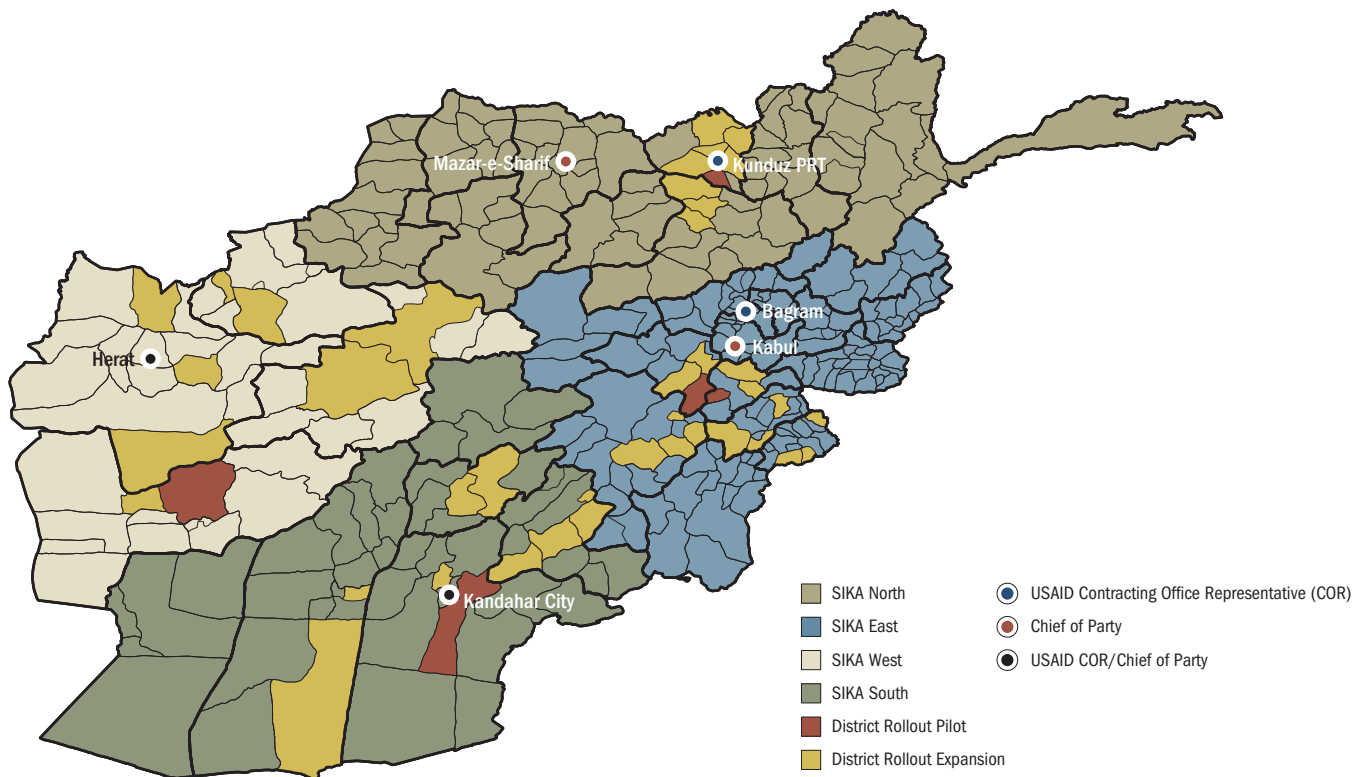 Mazar-e-Sharif
Kunduz PRT
Bagram
Kabul
Herat
Kandahar City
SIKA North
SIKA East
SIKA West
SIKA South
District Rollout Pilot
District Rollout Expansion
USAID Contracting Office Representative (COR)
Chief of Party
USAID COR/Chief of Party